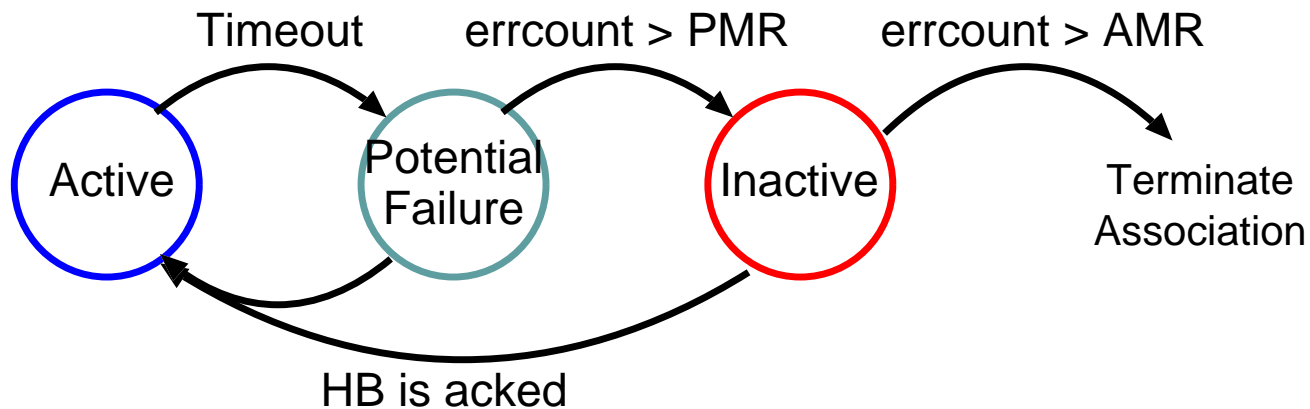 Timeout
errcount > PMR
errcount > AMR
Active
Potential
Failure
Inactive
Terminate
Association
HB is acked